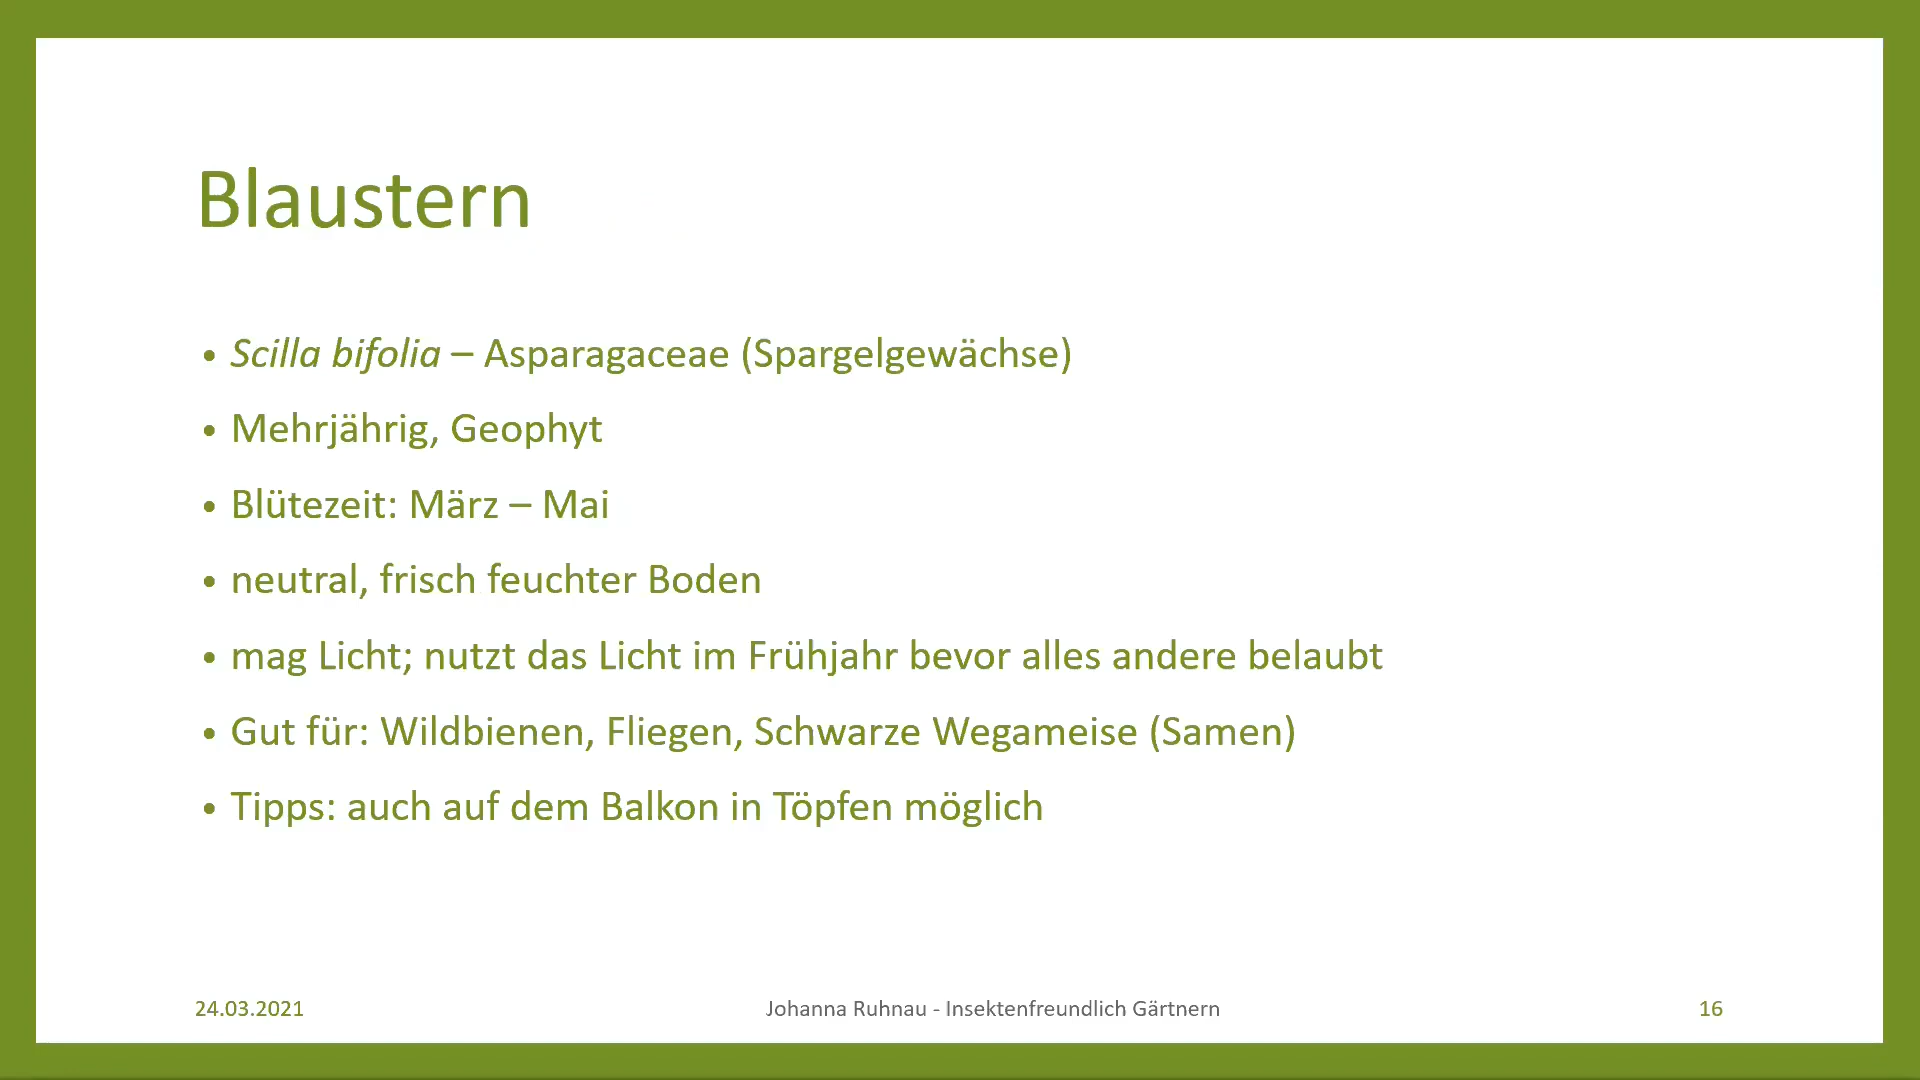 Blaustern
• Scilla bifolia – Asparagaceae (Spargelgewächse)
• Mehrjährig, Geophyt
• Blütezeit: März – Mai
• neutral, frisch feuchter Boden
• mag Licht; nutzt das Licht im Frühjahr bevor alles andere belaubt
• Gut für: Wildbienen, Fliegen, Schwarze Wegameise (Samen)
• Tipps: auch auf dem Balkon in Töpfen möglich
24.03.2021
Johanna Ruhnau - Insektenfreundlich Gärtnern
16